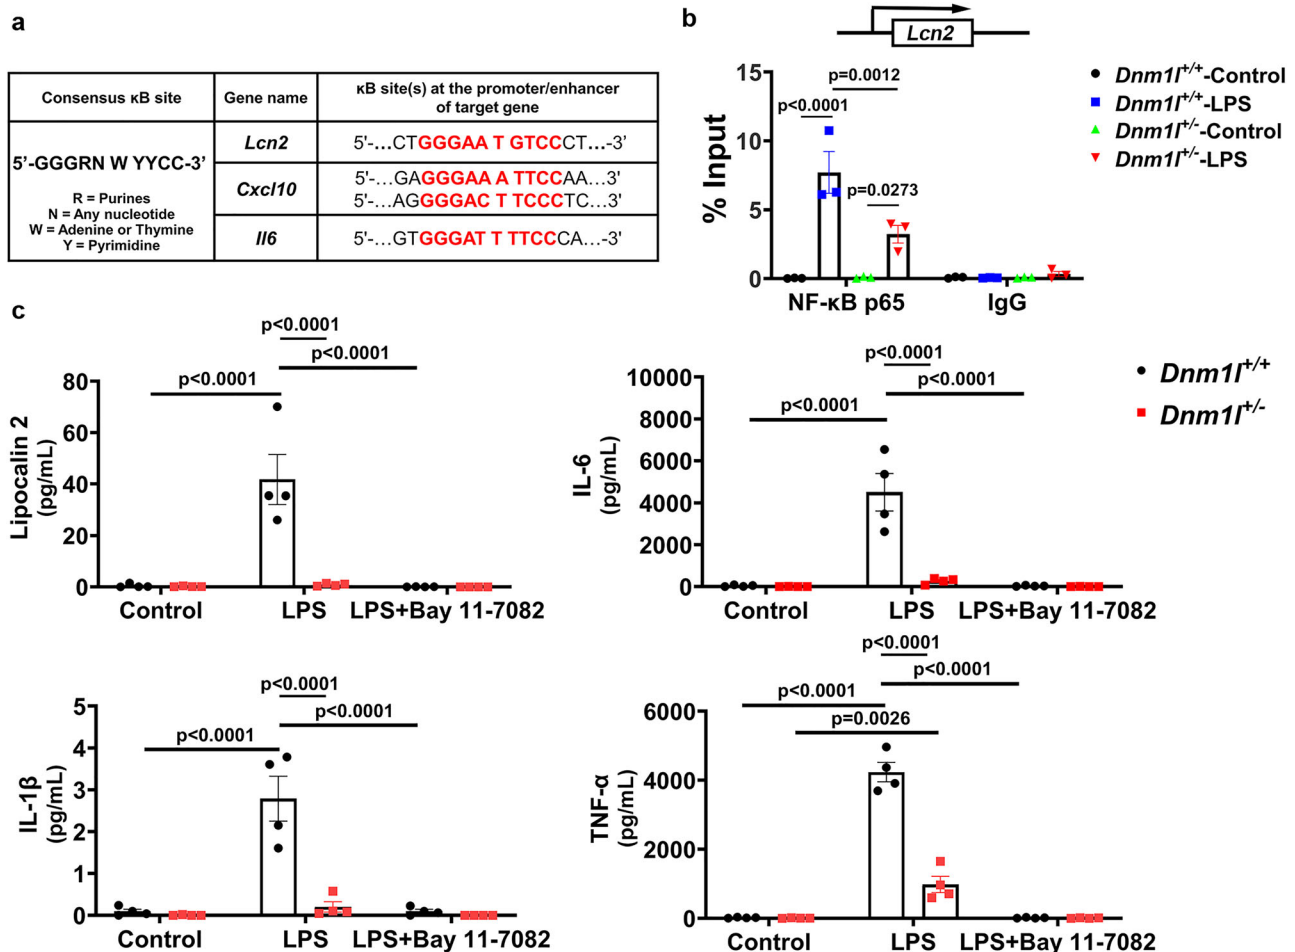 a
Consensus κB site
Gene name
κB site(s) at the promoter/enhancer
of target gene
5’-GGGRN W YYCC-3’
R = Purines
N = Any nucleotide
W = Adenine or Thymine
Y = Pyrimidine
Lcn2
5'-...CTGGGAA T GTCCCT...-3’
Cxcl10
5'-...GAGGGAA A TTCCAA...3’
5'-...AGGGGAC T TCCCTC...3’
Il6
5'-...GTGGGAT T TTCCCA...-3'
b
Lcn2
% Input
15
10
5
0
p<0.0001
p=0.0012
p=0.0273
NF-κB p65
IgG
Dnm1l+/+-Control
Dnm1l+/+-LPS
Dnm1l+/--Control
Dnm1l+/--LPS
c
Lipocalin 2
(pg/mL)
80
60
40
20
0
p<0.0001
p<0.0001
p<0.0001
Control
LPS
LPS+Bay 11-7082
IL-6
(pg/mL)
10000
8000
6000
4000
2000
0
p<0.0001
p<0.0001
p<0.0001
Control
LPS
LPS+Bay 11-7082
Dnm1l+/+
Dnm1l+/-
IL-1β
(pg/mL)
5
4
3
2
1
0
p<0.0001
p<0.0001
p<0.0001
Control
LPS
LPS+Bay 11-7082
TNF-α
(pg/mL)
6000
4000
2000
0
p<0.0001
p<0.0001
p<0.0001
p=0.0026
Control
LPS
LPS+Bay 11-7082